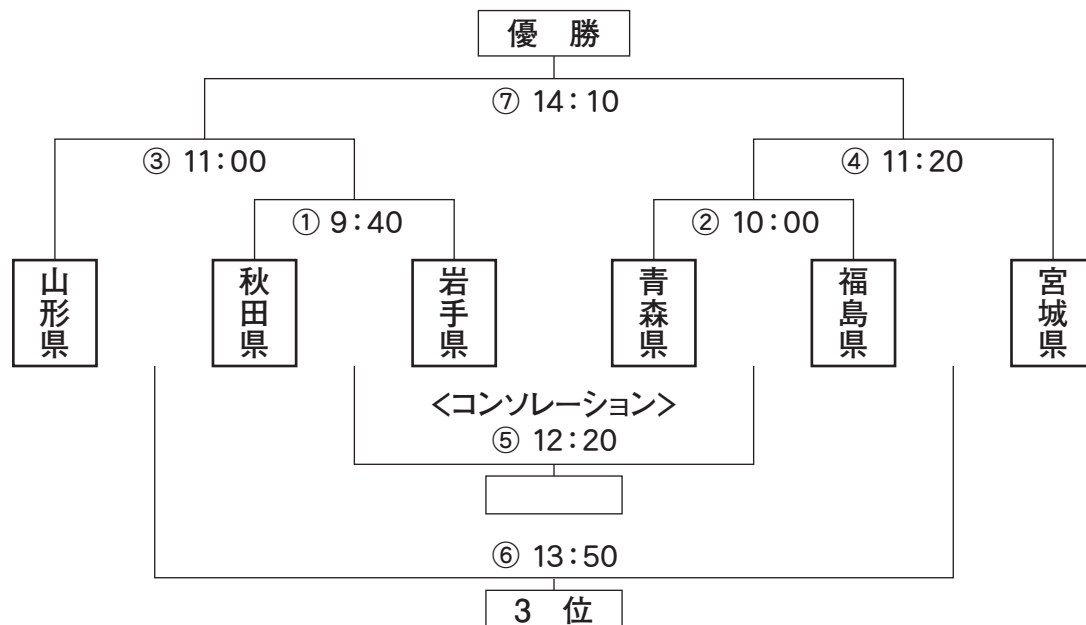 優 勝
⑦ 14:10
③ 11:00
④ 11:20
① 9:40
② 10:00
山形県
秋田県
岩手県
青森県
福島県
宮城県
<コンソレーション>
⑤ 12:20
⑥ 13:50
3 位